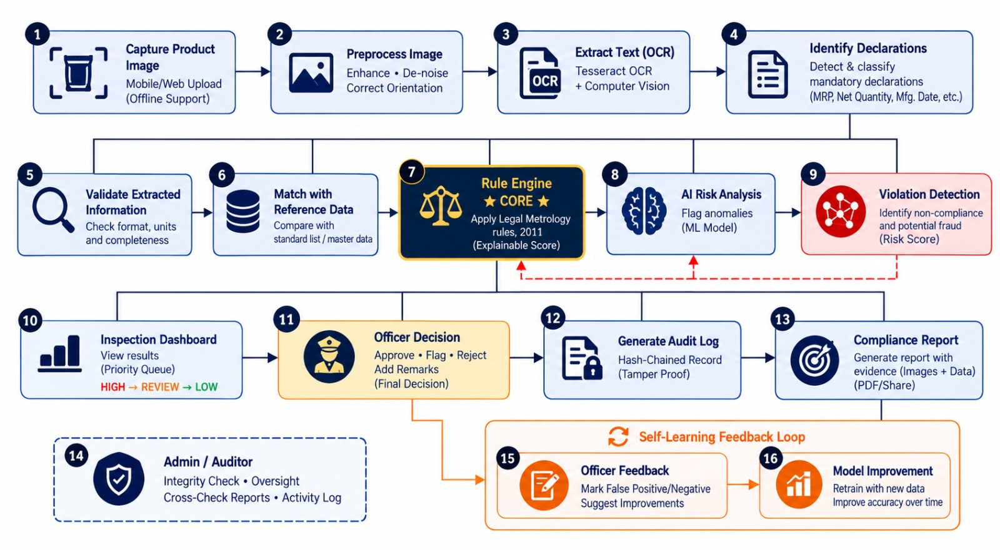 1
Capture Product
Image
Mobile/Web Upload
(Offline Support)
2
Preprocess Image
Enhance • De-noise
Correct Orientation
3
OCR
Extract Text (OCR)
Tesseract OCR
+ Computer Vision
4
Identify Declarations
Detect & classify
mandatory declarations
(MRP, Net Quantity, Mfg. Date, etc.)
5
Validate Extracted
Information
Check format, units
and completeness
6
Match with
Reference Data
Compare with
standard list / master data
7
Rule Engine
★ CORE ★
Apply Legal Metrology
rules, 2011
(Explainable Score)
8
AI Risk Analysis
Flag anomalies
(ML Model)
9
Violation Detection
Identify non-compliance
and potential fraud
(Risk Score)
10
Inspection Dashboard
View results
(Priority Queue)
HIGH → REVIEW → LOW
11
Officer Decision
Approve • Flag • Reject
Add Remarks
(Final Decision)
12
Generate Audit Log
Hash-Chained Record
(Tamper Proof)
13
Compliance Report
Generate report with
evidence (Images + Data)
(PDF/Share)
14
Admin / Auditor
Integrity Check • Oversight
Cross-Check Reports • Activity Log
Self-Learning Feedback Loop
15
Officer Feedback
Mark False Positive/Negative
Suggest Improvements
16
Model Improvement
Retrain with new data
Improve accuracy over time